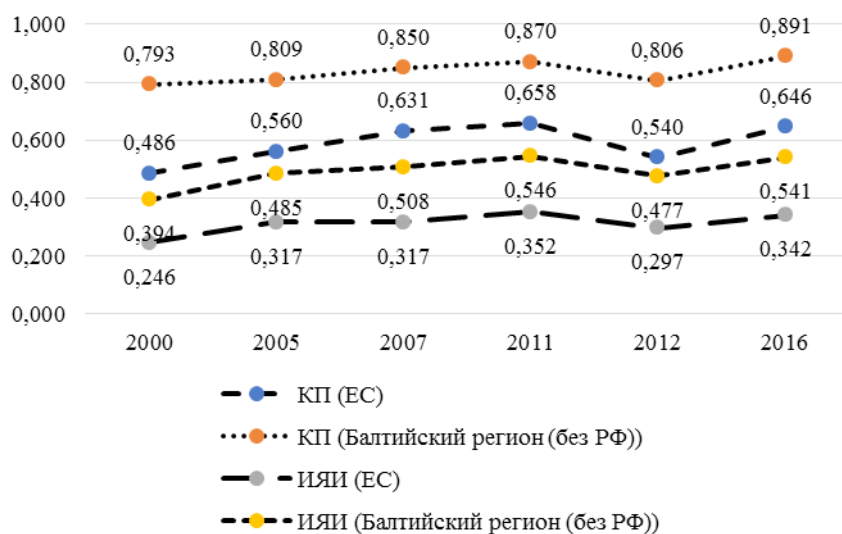 1,000
0,800
0,600
0,400
0,200
0,000
0,793 0,809 0,850 0,870 0,806 0,891
0,486 0,560 0,631 0,658 0,540 0,646
0,394 0,485 0,508 0,546 0,477 0,541
0,246 0,317 0,317 0,352 0,297 0,342
2000 2005 2007 2011 2012 2016
КП (ЕС)
КП (Балтийский регион (без РФ))
ИЯИ (ЕС)
ИЯИ (Балтийский регион (без РФ))